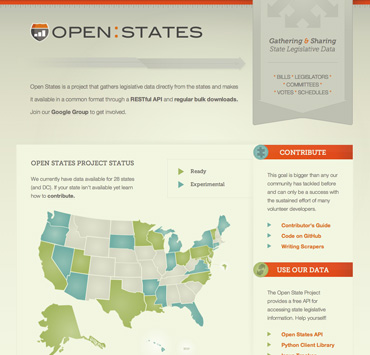 OPEN:STATES
Gathering & Sharing
State Legislative Data
* BILLS * LEGISLATORS *
* COMMITTEES *
* VOTES * SCHEDULES *
Open States is a project that gathers legislative data directly from the states and makes
it available in a common format through a RESTful API and regular bulk downloads.
Join our Google Group to get involved.
OPEN STATES PROJECT STATUS
We currently have data available for 28 states
(and DC). If your state isn't available yet learn
how to contribute.
Ready
Experimental
CONTRIBUTE
This goal is bigger than any our
community has tackled before
and can only be a success with
the sustained effort of many
volunteer developers.
Contributor's Guide
Code on GitHub
Writing Scrapers
USE OUR DATA
The Open State Project
provides a free API for
accessing state legislative
information. Help yourself!
Open States API
Python Client Library